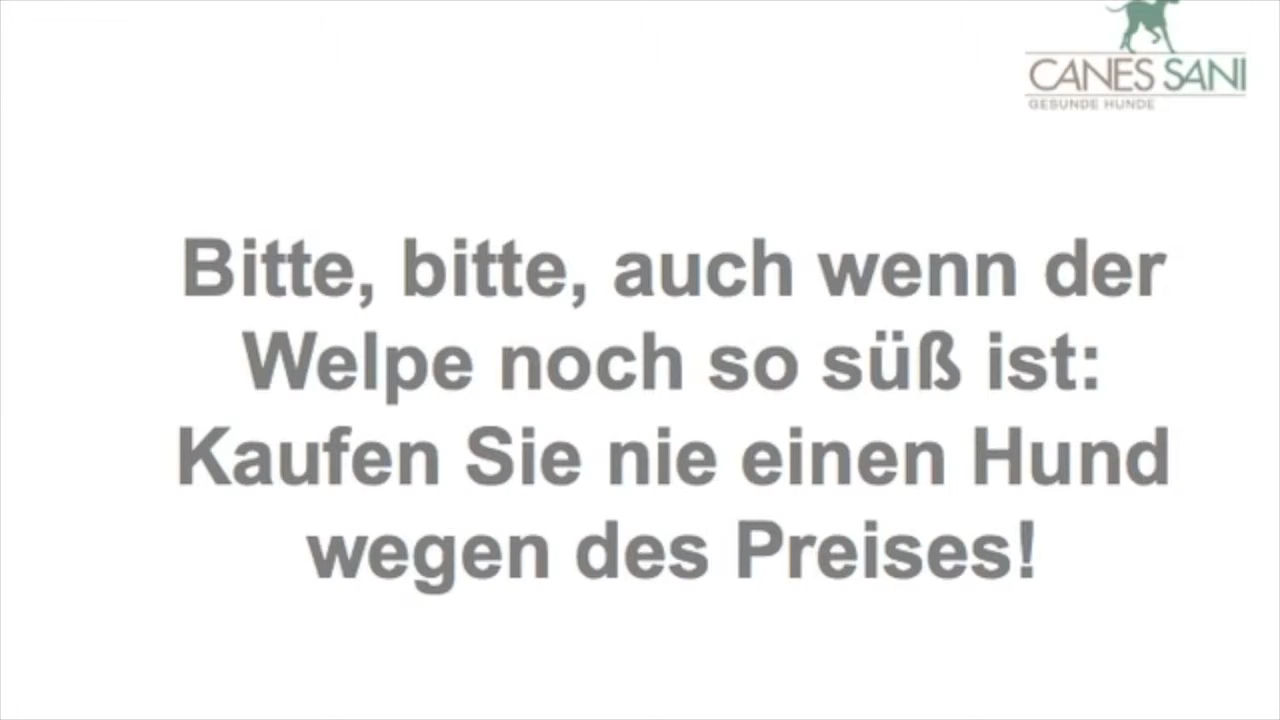 CANES SANI
GESUNDE HUNDE
Bitte, bitte, auch wenn der
Welpe noch so süß ist:
Kaufen Sie nie einen Hund
wegen des Preises!